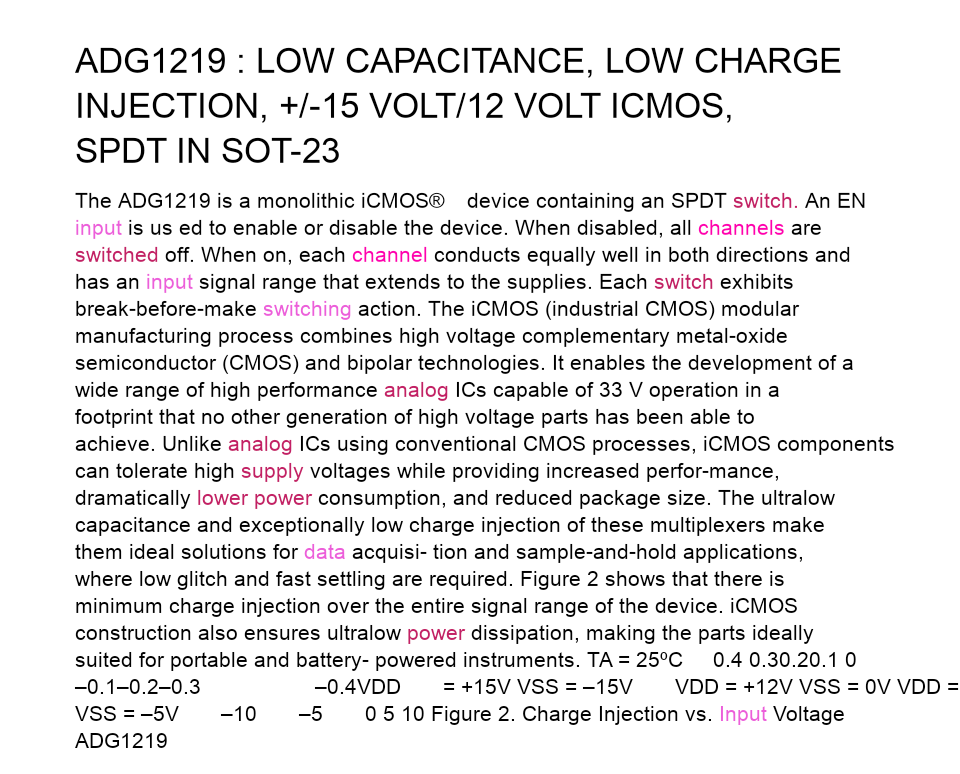 ADG1219 : LOW CAPACITANCE, LOW CHARGE
INJECTION, +/-15 VOLT/12 VOLT ICMOS,
SPDT IN SOT-23
The ADG1219 is a monolithic iCMOS® device containing an SPDT switch. An EN
input is us ed to enable or disable the device. When disabled, all channels are
switched off. When on, each channel conducts equally well in both directions and
has an input signal range that extends to the supplies. Each switch exhibits
break-before-make switching action. The iCMOS (industrial CMOS) modular
manufacturing process combines high voltage complementary metal-oxide
semiconductor (CMOS) and bipolar technologies. It enables the development of a
wide range of high performance analog ICs capable of 33 V operation in a
footprint that no other generation of high voltage parts has been able to
achieve. Unlike analog ICs using conventional CMOS processes, iCMOS components
can tolerate high supply voltages while providing increased perfor-mance,
dramatically lower power consumption, and reduced package size. The ultralow
capacitance and exceptionally low charge injection of these multiplexers make
them ideal solutions for data acquisi- tion and sample-and-hold applications,
where low glitch and fast settling are required. Figure 2 shows that there is
minimum charge injection over the entire signal range of the device. iCMOS
construction also ensures ultralow power dissipation, making the parts ideally
suited for portable and battery- powered instruments. TA = 25ºC 0.4 0.30.20.1 0
–0.1–0.2–0.3 –0.4VDD = +15V VSS = –15V VDD = +12V VSS = 0V VDD =
VSS = –5V –10 –5 0 5 10 Figure 2. Charge Injection vs. Input Voltage
ADG1219